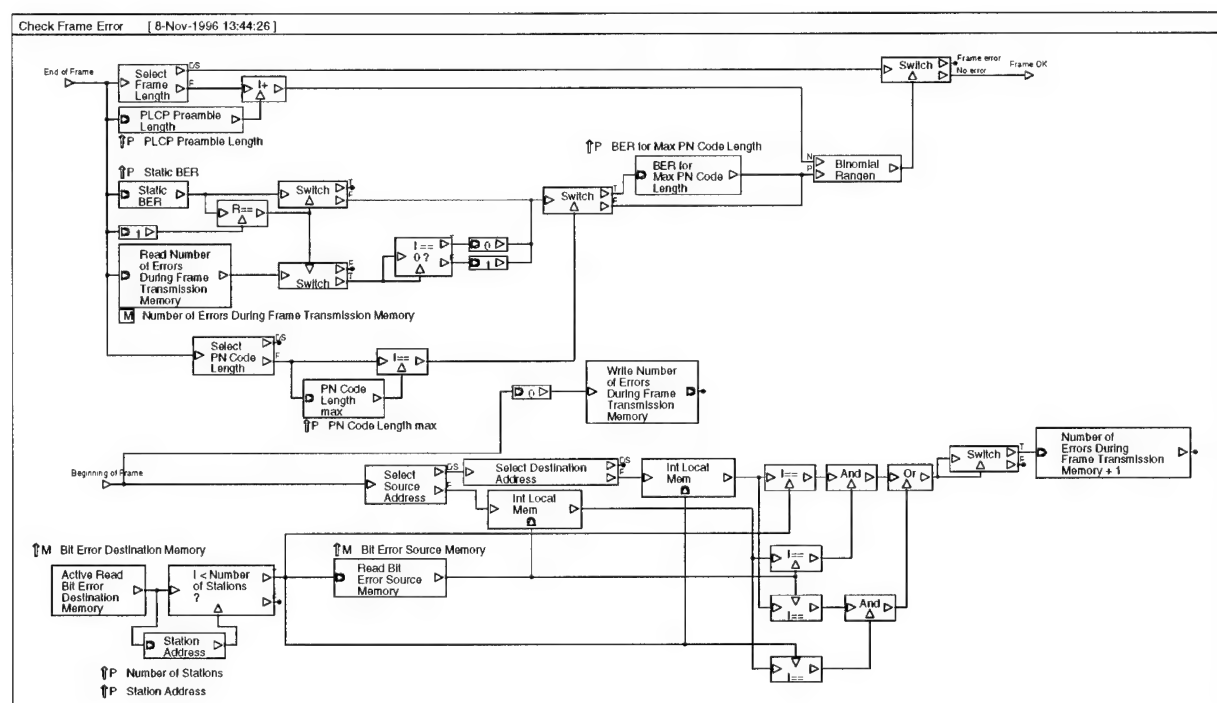 Check Frame Error [ 8-Nov-1996 13:44:26 ]
End of Frame
Select
Frame
Length
D/S
F
I+
PLCP Preamble
Length
P PLCP Preamble Length
Switch
Frame error
No error
Frame OK
P BER for Max PN Code Length
BER for
Max PN Code
Length
N
P
Binomial
Rangen
P Static BER
Static
BER
R==
1
Switch
T
F
Switch
T
F
Read Number
of Errors
During Frame
Transmission
Memory
M Number of Errors During Frame Transmission Memory
Switch
F
T
I ==
0 ?
T
F
0
1
Select
PN Code
Length
D/S
F
I==
PN Code
Length
max
P PN Code Length max
0
Write Number
of Errors
During Frame
Transmission
Memory
Beginning of Frame
Select
Source
Address
D/S
F
Select Destination
Address
D/S
F
Int Local
Mem
Int Local
Mem
I==
And
Or
Switch
T
F
Number of
Errors During
Frame Transmission
Memory + 1
I==
I==
And
I==
M Bit Error Destination Memory
Active Read
Bit Error
Destination
Memory
I < Number
of Stations
?
T
F
Station
Address
P Number of Stations
P Station Address
M Bit Error Source Memory
Read Bit
Error Source
Memory